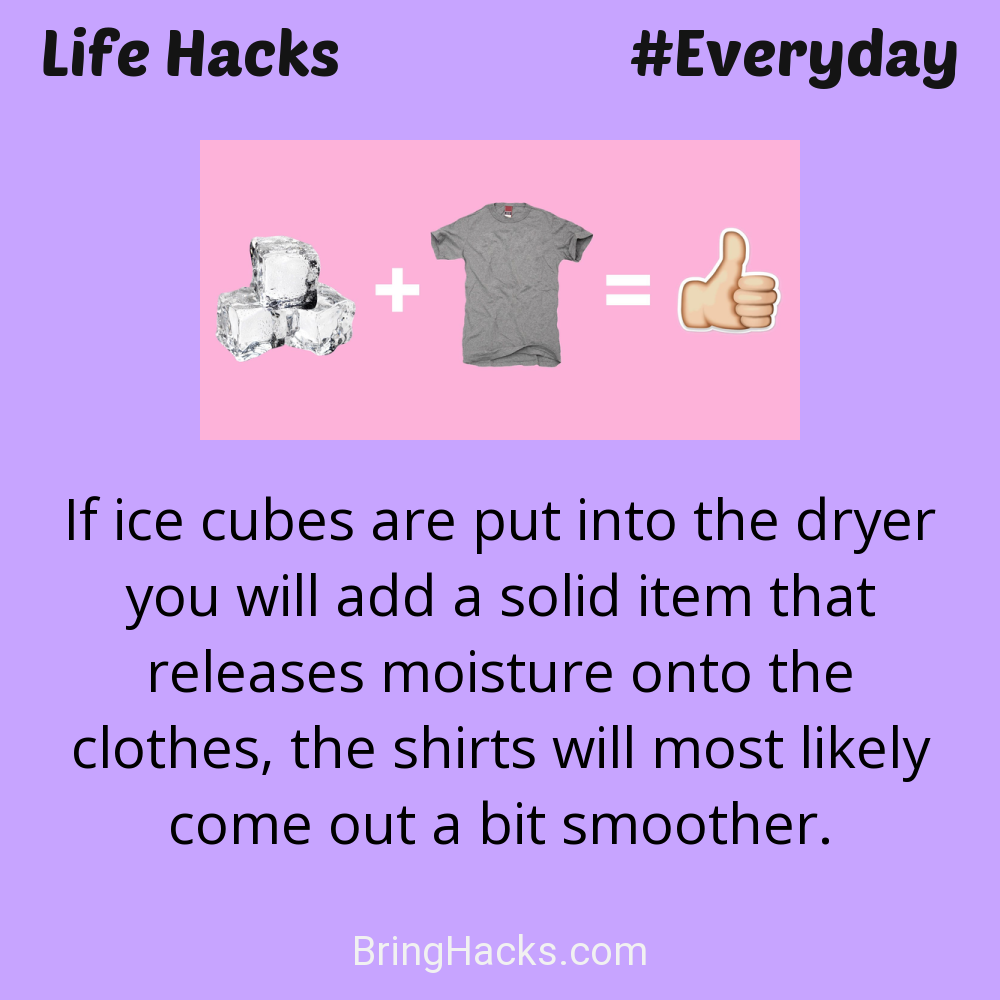 Life Hacks #Everyday
+ =
If ice cubes are put into the dryer
you will add a solid item that
releases moisture onto the
clothes, the shirts will most likely
come out a bit smoother.
BringHacks.com